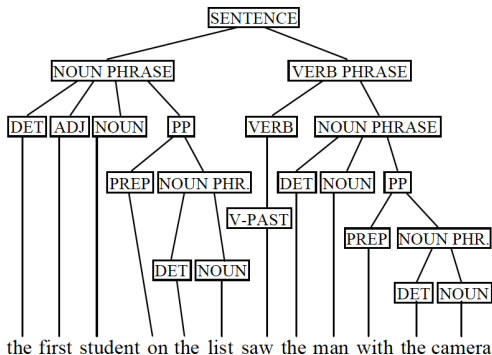 SENTENCE
NOUN PHRASE VERB PHRASE
DET ADJ NOUN PP VERB NOUN PHRASE
PREP NOUN PHR. DET NOUN PP
V-PAST
PREP NOUN PHR.
DET NOUN
DET NOUN
the first student on the list saw the man with the camera